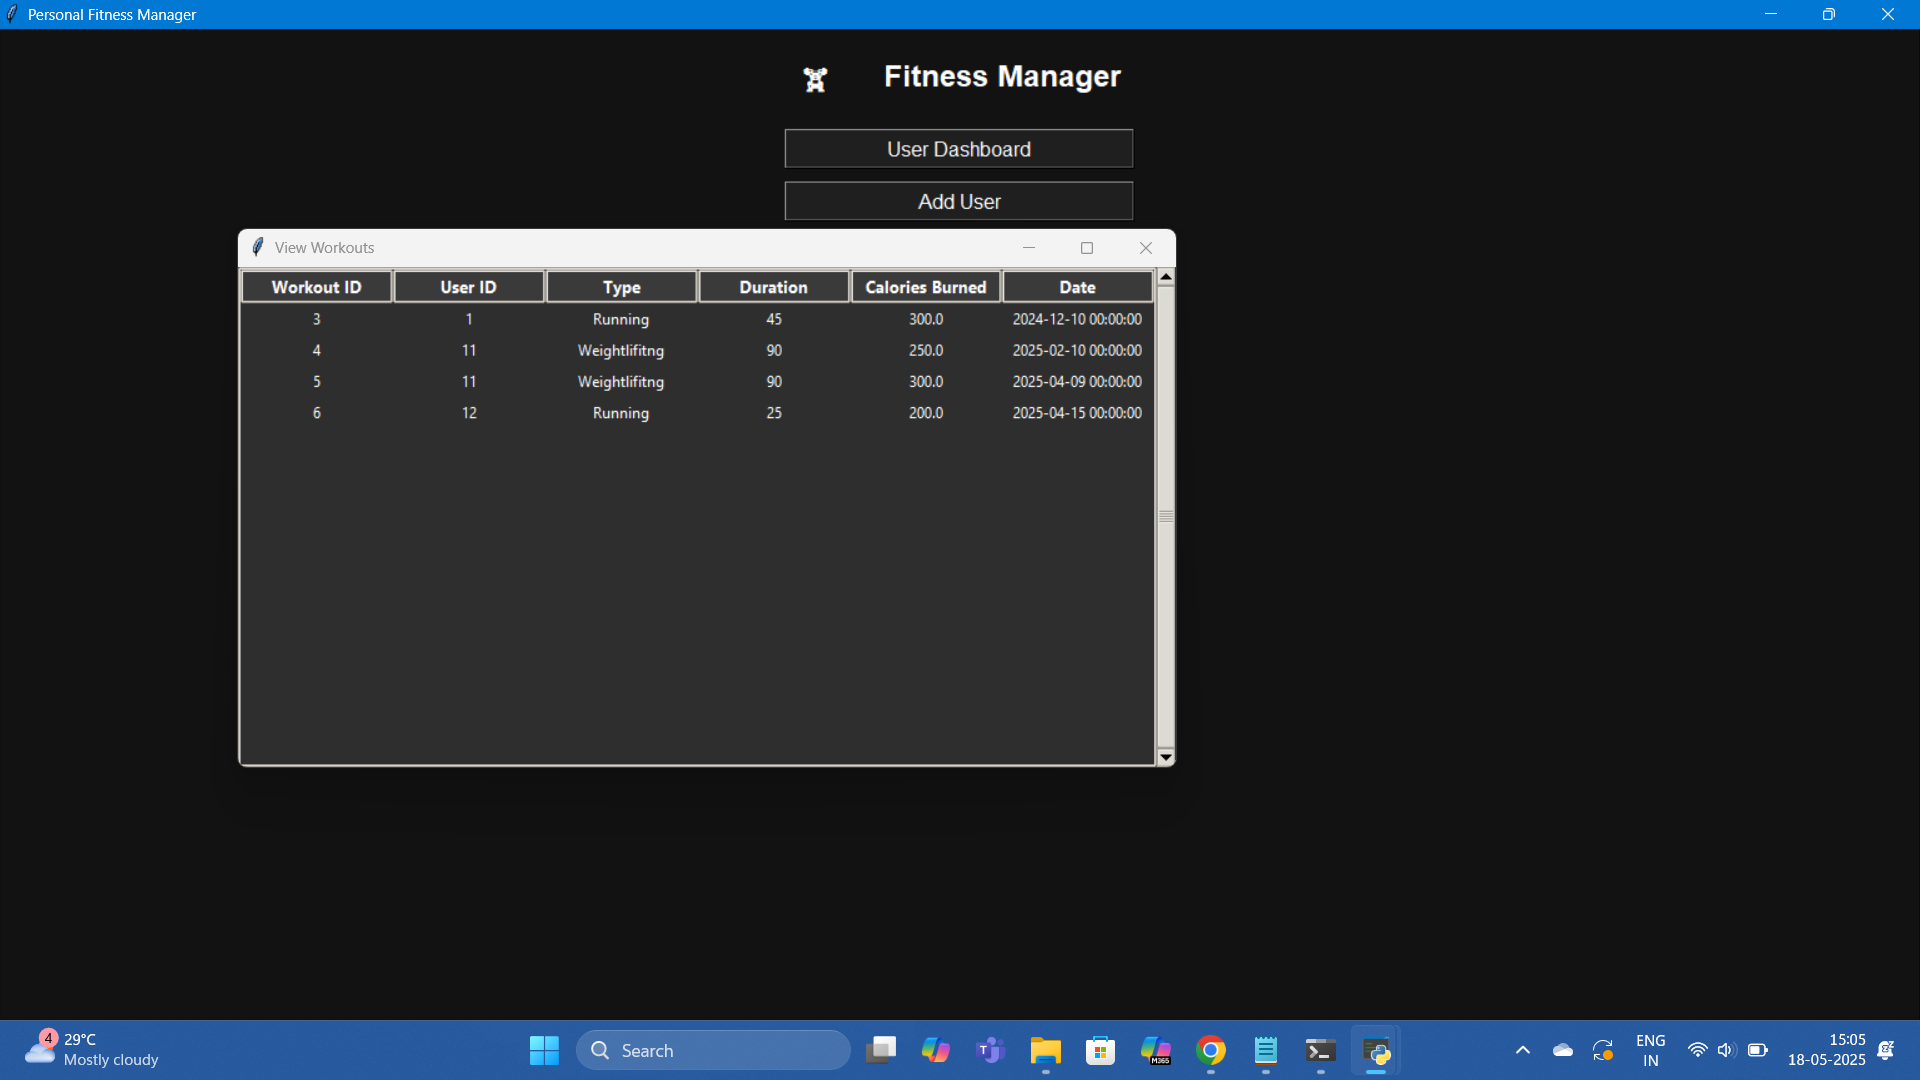 Personal Fitness Manager
Fitness Manager
User Dashboard
Add User
View Workouts
Workout ID User ID Type Duration Calories Burned Date
3 1 Running 45 300.0 2024-12-10 00:00:00
4 11 Weightlifitng 90 250.0 2025-02-10 00:00:00
5 11 Weightlifitng 90 300.0 2025-04-09 00:00:00
6 12 Running 25 200.0 2025-04-15 00:00:00
4 29°C
Mostly cloudy
Search
T
M365
ENG
IN
15:05
18-05-2025